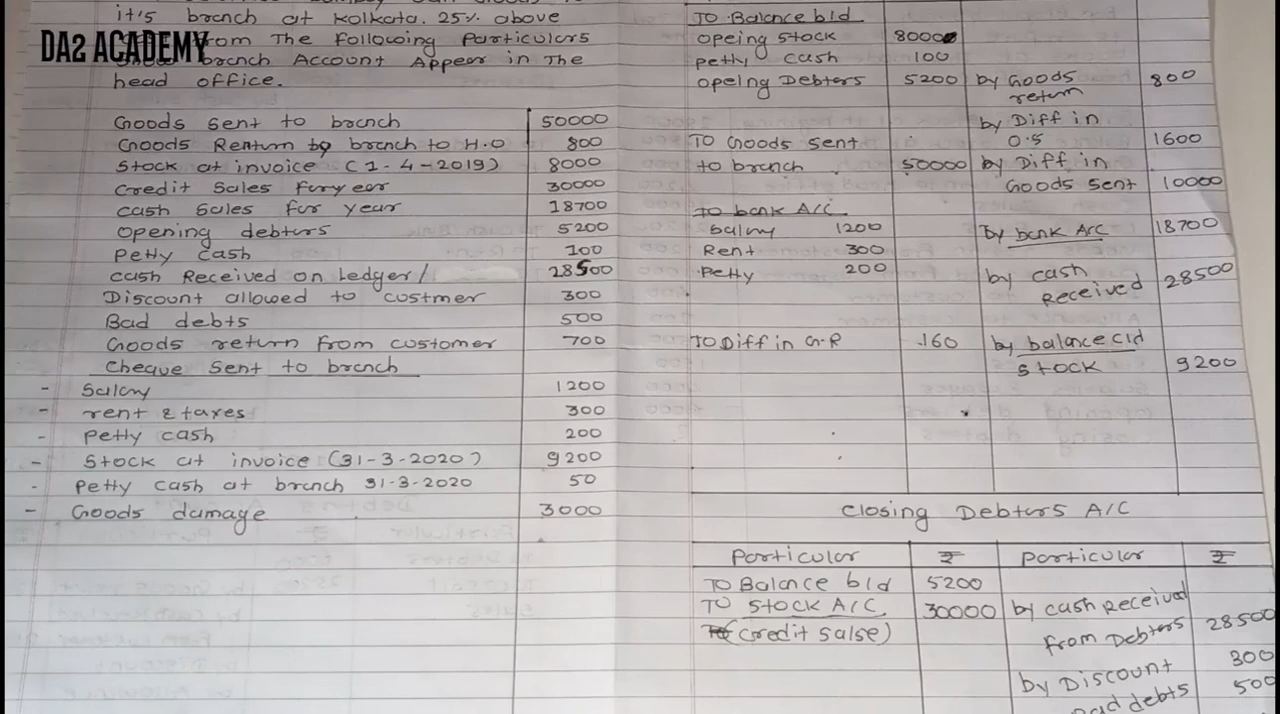 it's branch at Kolkata. 25% above
DA2 ACADEMY
from The Following Particulars
branch Account Appear in The
head office.
Goods sent to branch 50000
Goods Renturn to branch to H.O 800
Stock at invoice (1-4-2019) 8000
Credit Sales for year 30000
Cash Sales for year 18700
Opening debtors 5200
Petty Cash 100
Cash Received on Ledger/ 28500
Discount allowed to custmer 300
Bad debts 500
Goods return from customer 700
Cheque sent to branch
- Salary 1200
- rent & taxes 300
- Petty cash 200
- Stock at invoice (31-3-2020) 9200
- Petty cash at branch 31-3-2020 50
- Goods damage 3000
TO Balance b/d
opeing stock 8000
petty cash 100
opeing Debters 5200 by Goods return 800
by Diff in O.S 1600
TO Goods sent to branch 50000 by Diff in Goods sent 10000
TO bank A/C
Salary 1200 by bank A/C 18700
Rent 300
Petty 200 by cash Received 28500
TO Diff in G.R 160 by balance c/d
stock 9200
Closing Debtors A/C
Particular ₹ Particular ₹
TO Balance b/d 5200
TO Stock A/C 30000 by cash Received from Debters 28500
(credit salse)
by Discount 300
bad debts 500